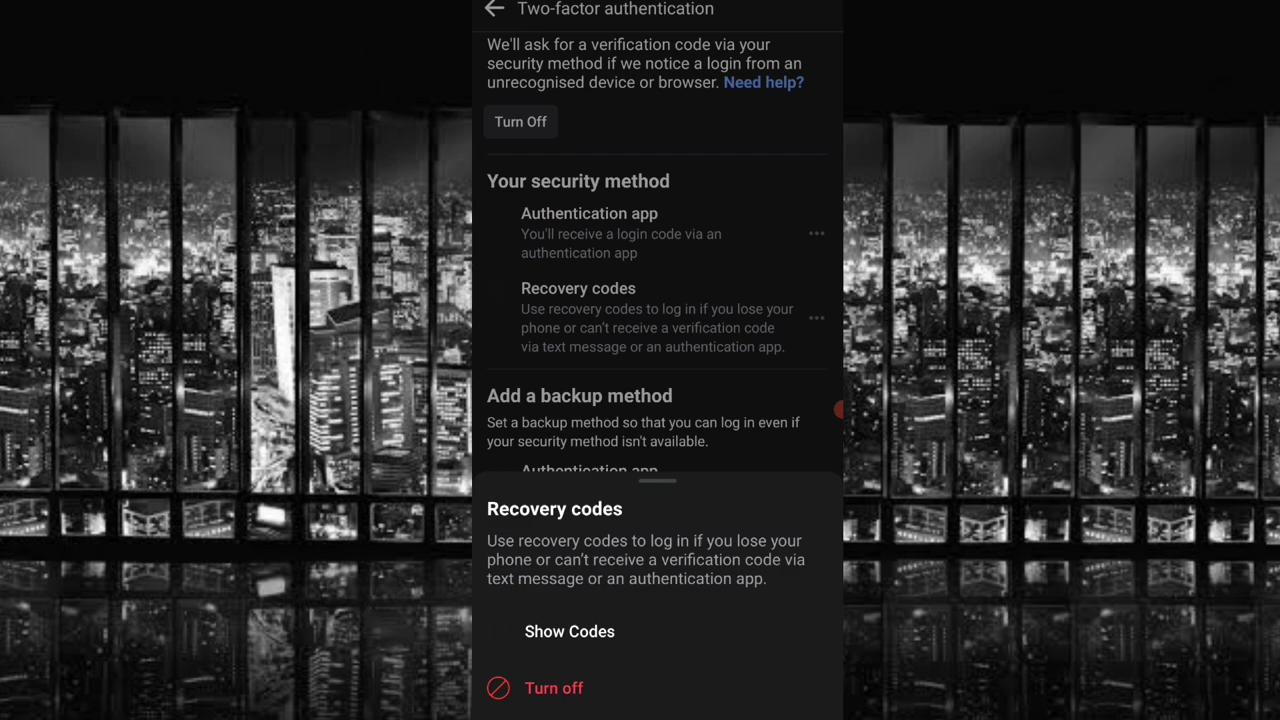 Two-factor authentication
We'll ask for a verification code via your
security method if we notice a login from an
unrecognised device or browser. Need help?
Turn Off
Your security method
Authentication app
You'll receive a login code via an
authentication app
Recovery codes
Use recovery codes to log in if you lose your
phone or can't receive a verification code
via text message or an authentication app.
Add a backup method
Set a backup method so that you can log in even if
your security method isn't available.
Authentication app
Recovery codes
Use recovery codes to log in if you lose your
phone or can't receive a verification code via
text message or an authentication app.
Show Codes
Turn off